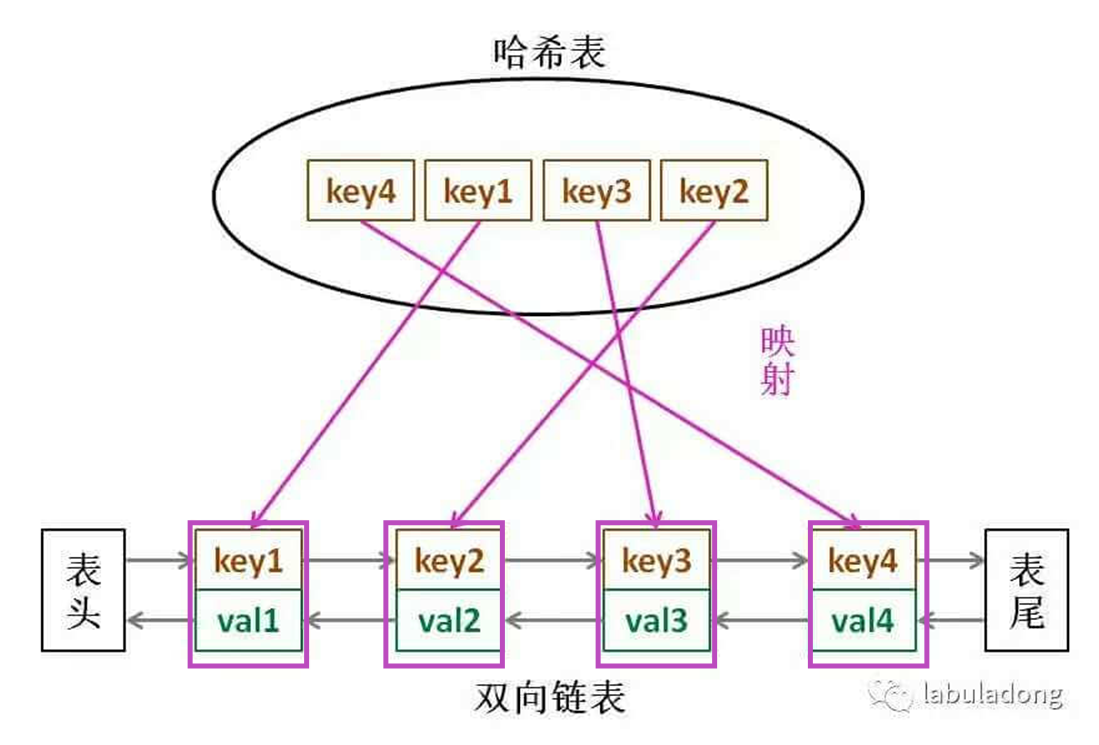 哈希表
key4 key1 key3 key2
映
射
表
头
key1 key2 key3 key4
val1 val2 val3 val4
表
尾
双向链表
labuladong